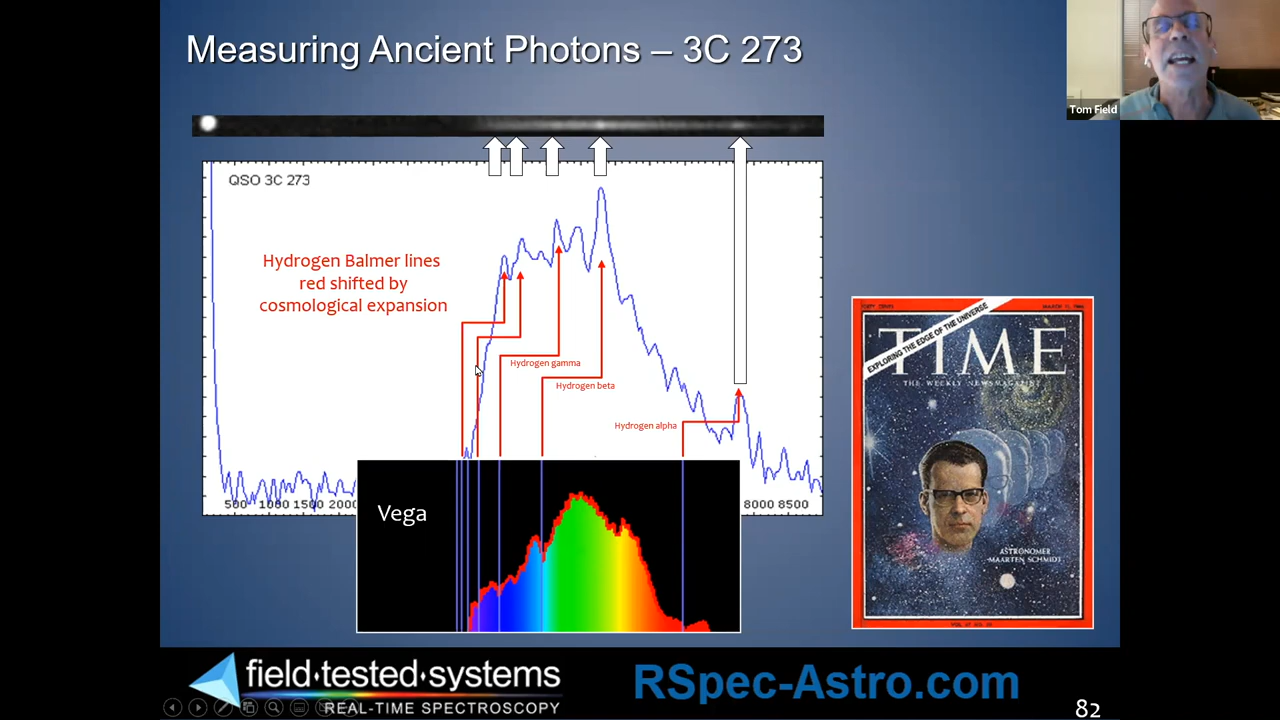 Measuring Ancient Photons – 3C 273
Tom Field
QSO 3C 273
Hydrogen Balmer lines
red shifted by
cosmological expansion
Hydrogen gamma
Hydrogen beta
Hydrogen alpha
500 1000 1500 2000
8000 8500
Vega
EXPLORING THE EDGE OF THE UNIVERSE
TIME
THE WEEKLY NEWSMAGAZINE
ASTRONOMER
MAARTEN SCHMIDT
field·tested·systems
REAL-TIME SPECTROSCOPY
RSpec-Astro.com
82